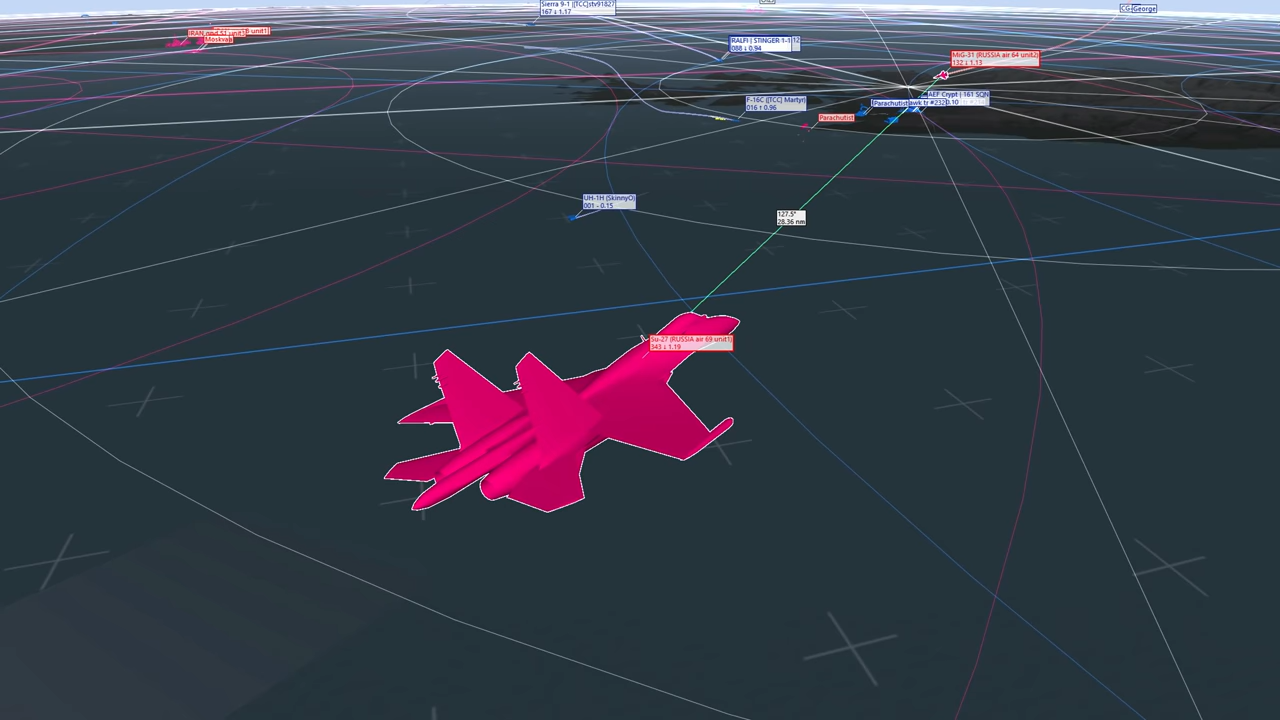 Sierra 9-1 ([TCC]stv9182?
167 ↓ 1.17
CG George
Moskva
RALFI | STINGER 1-1
088 ↓ 0.94
MiG-31 (RUSSIA air 64 unit2)
132 ↓ 1.13
F-16C ([TCC] Martyr)
016 ↑ 0.96
AEF Crypt | 161 SQN
Parachutist
Parachutist
UH-1H (SkinnyO)
001 - 0.15
127.5°
28.36 nm
Su-27 (RUSSIA air 69 unit1)
343 ↓ 1.19